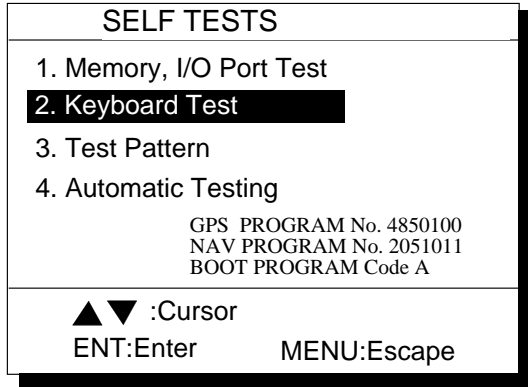 SELF TESTS
1. Memory, I/O Port Test
2. Keyboard Test
3. Test Pattern
4. Automatic Testing
GPS PROGRAM No. 4850100
NAV PROGRAM No. 2051011
BOOT PROGRAM Code A
▲▼ :Cursor
ENT:Enter MENU:Escape